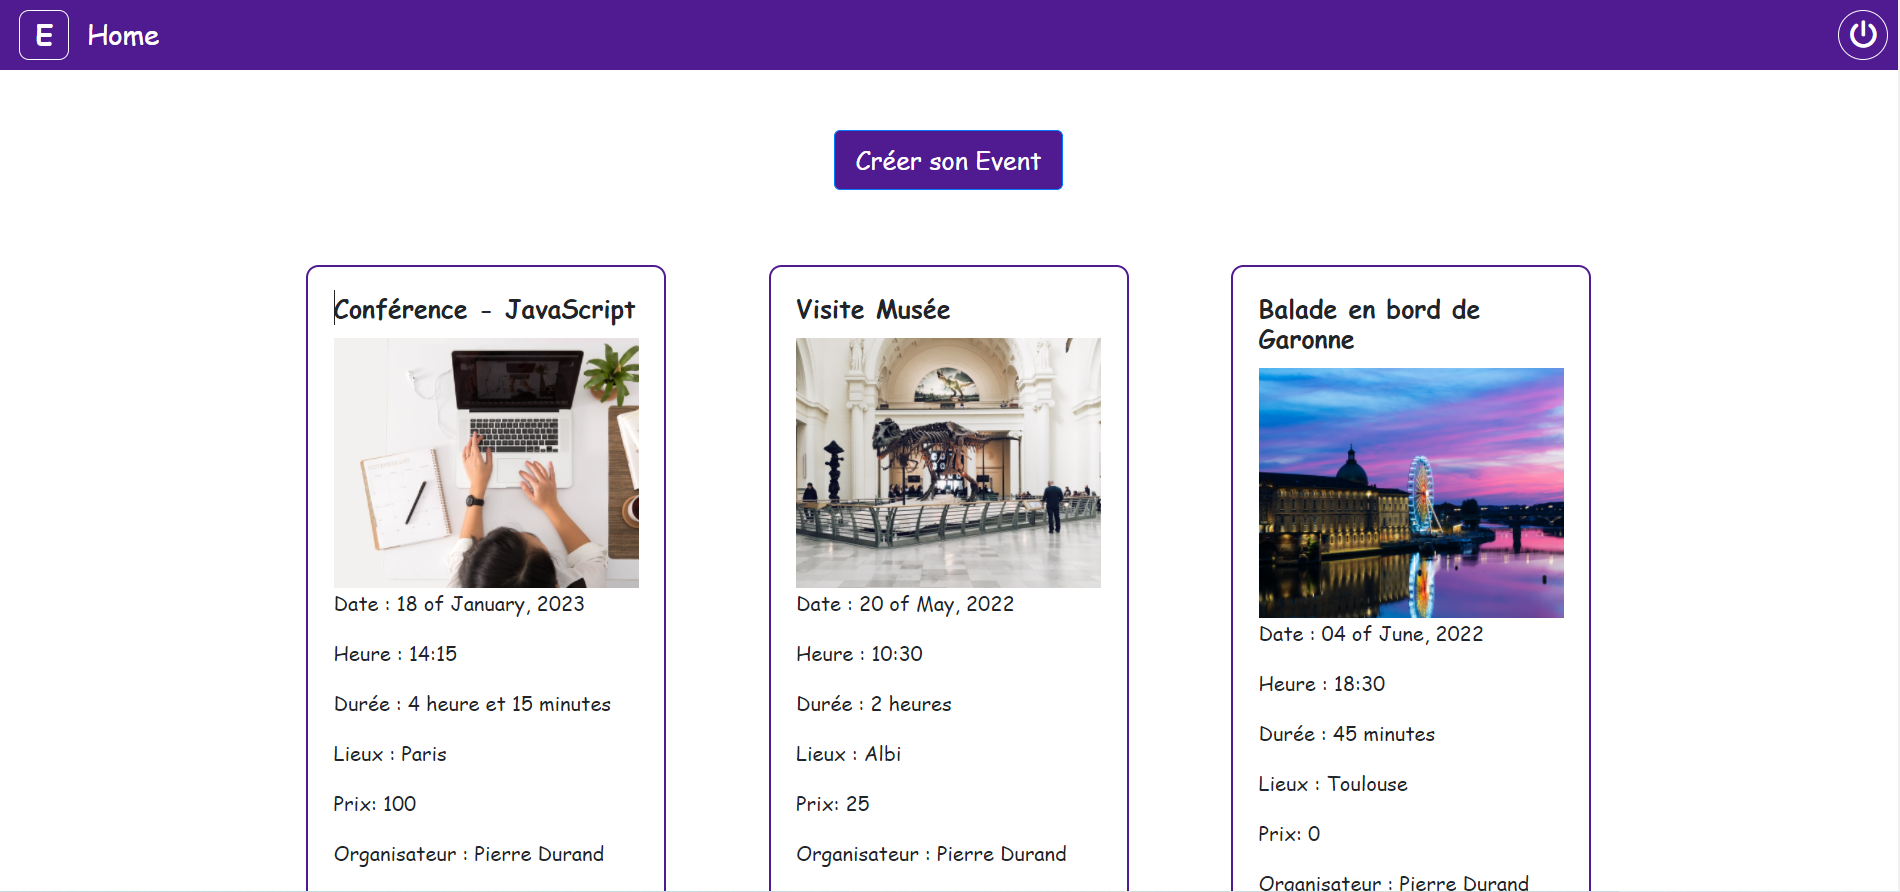 E Home
Créer son Event
Conférence - JavaScript
Date : 18 of January, 2023
Heure : 14:15
Durée : 4 heure et 15 minutes
Lieux : Paris
Prix: 100
Organisateur : Pierre Durand
Visite Musée
Date : 20 of May, 2022
Heure : 10:30
Durée : 2 heures
Lieux : Albi
Prix: 25
Organisateur : Pierre Durand
Balade en bord de
Garonne
Date : 04 of June, 2022
Heure : 18:30
Durée : 45 minutes
Lieux : Toulouse
Prix: 0
Organisateur : Pierre Durand